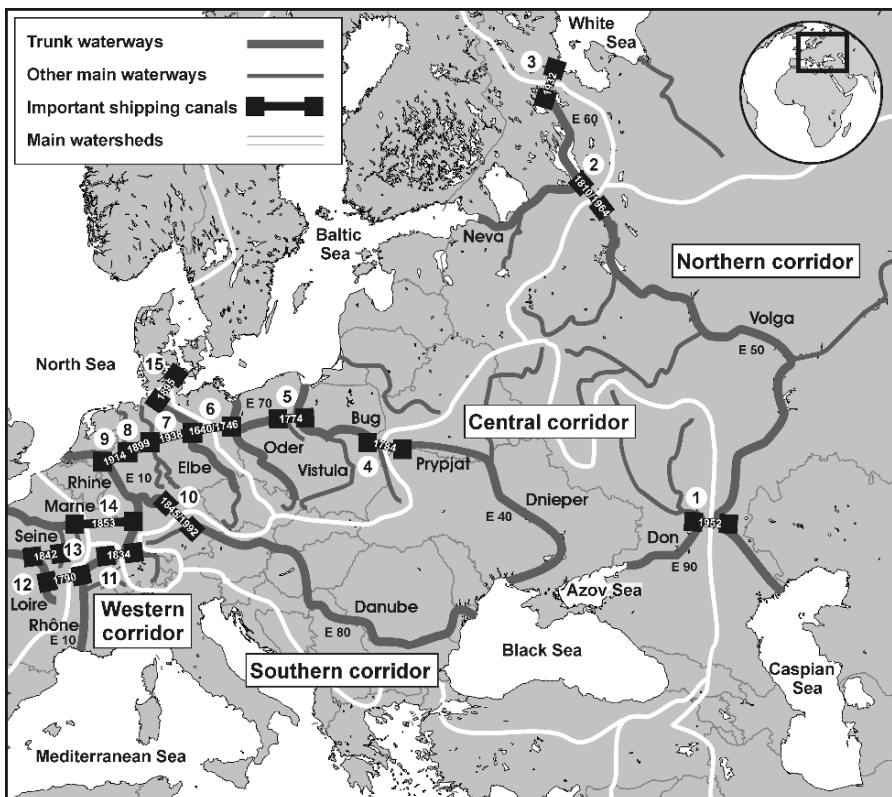 Trunk waterways
Other main waterways
Important shipping canals
Main watersheds
White
Sea
3
1932
E 60
2
1810/1964
Baltic
Sea
Neva
Northern corridor
Volga
E 50
North Sea
15
1895
E 70
5
6
7
8
9
1774
1640/1746
1938
1899
1914
Bug
Central corridor
1784
4
Prypjat
Oder
Vistula
Elbe
E 10
Rhine
10
1845/1992
Marne
14
1853
Seine
13
1842
1834
12
1790
11
Loire
Rhône
E 10
Western
corridor
Dnieper
E 40
1
1952
Don
E 90
Azov Sea
Danube
E 80
Southern corridor
Black Sea
Caspian
Sea
Mediterranean Sea